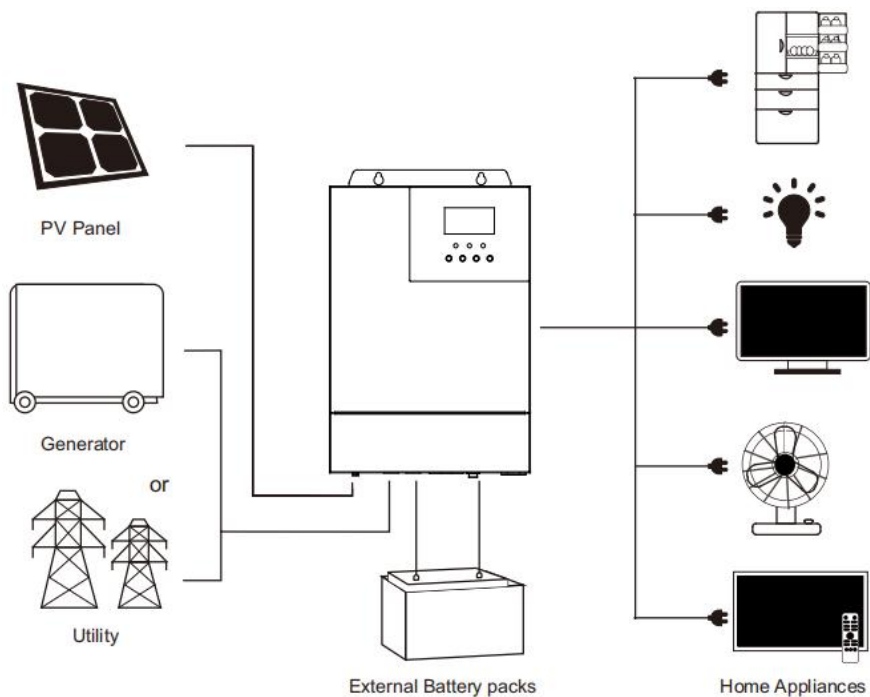 PV Panel
Generator
or
Utility
External Battery packs
Home Appliances